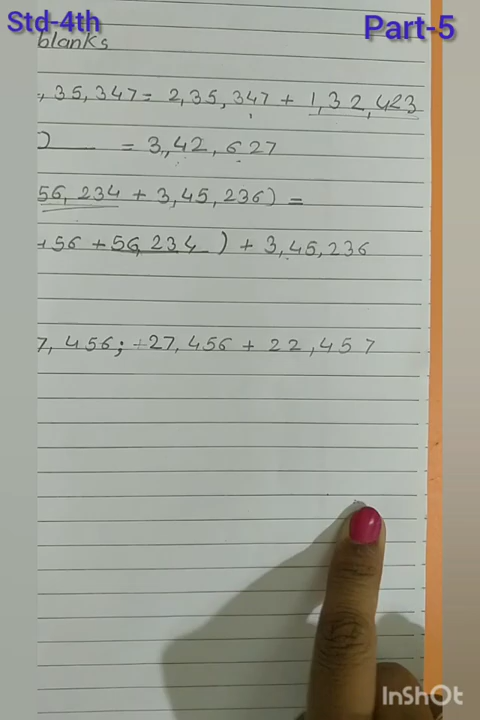 Std-4th
Part-5
blanks
, 35, 347 = 2,35, 347 + 1,32,423
0 = 3,42, 627
56, 234 + 3,45, 236) =
+ 56 + 56, 234 ) + 3,45, 236
7, 456; +27, 456 + 22, 457
InShOt